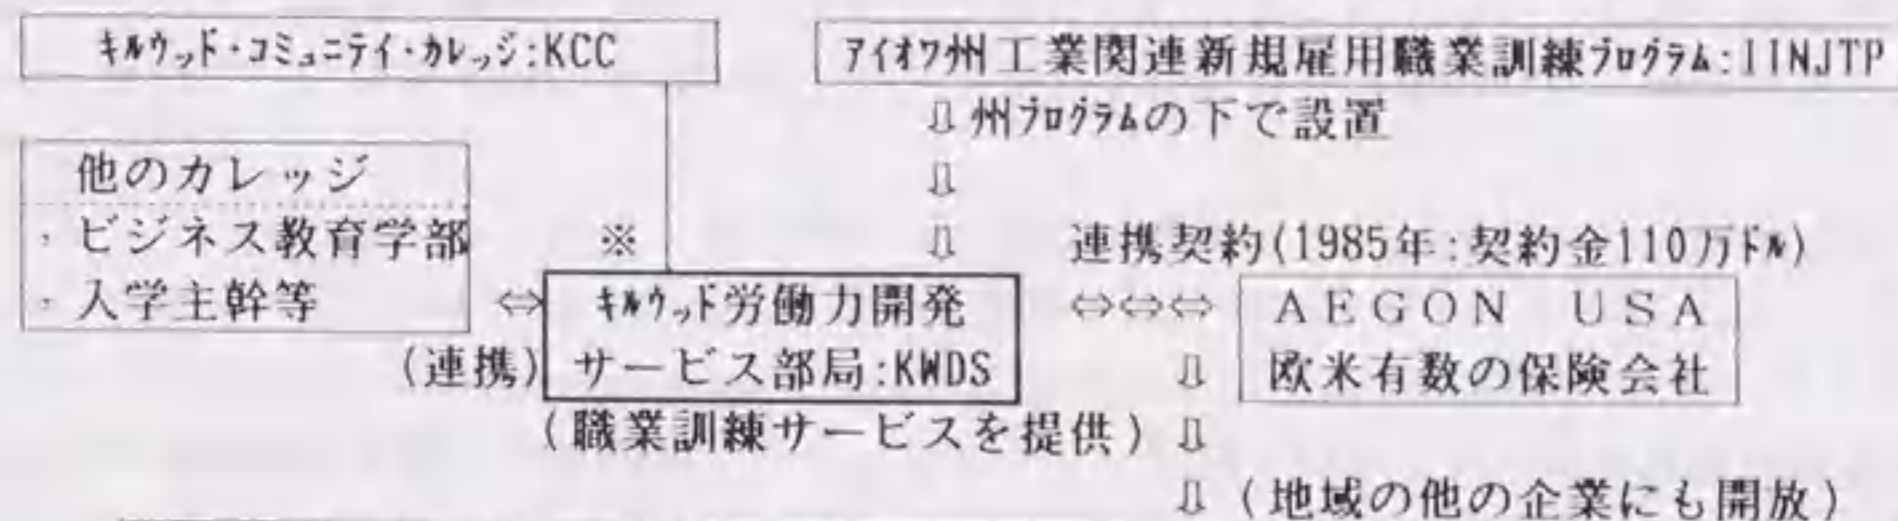 ｷﾙｳｯﾄﾞ・ｺﾐｭﾆﾃｲ・ｶﾚｯｼﾞ:KCC
ｱｲｵﾜ州工業関連新規雇用職業訓練ﾌﾟﾛｸﾞﾗﾑ:IINJTP
⇩州ﾌﾟﾛｸﾞﾗﾑの下で設置
他のカレッジ
⇩
・ビジネス教育学部
※
⇩
連携契約(1985年:契約金110万ﾄﾞﾙ)
・入学主幹等
⇔
ｷﾙｳｯﾄﾞ労働力開発
⇔⇔⇔
ＡＥＧＯＮ　ＵＳＡ
(連携)
サービス部局:KWDS
⇩
欧米有数の保険会社
(職業訓練サービスを提供)
⇩
⇩
(地域の他の企業にも開放)